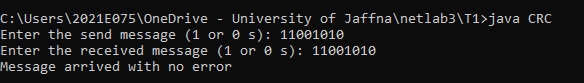 C:\Users\2021E075\OneDrive - University of Jaffna\netlab3\T1>java CRC
Enter the send message (1 or 0 s): 11001010
Enter the received message (1 or 0 s): 11001010
Message arrived with no error